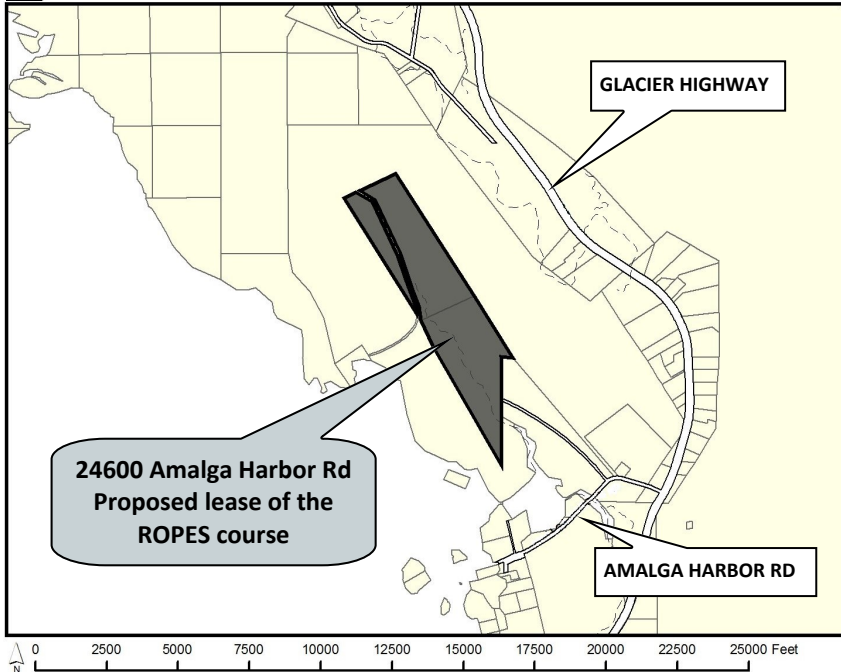 GLACIER HIGHWAY
24600 Amalga Harbor Rd
Proposed lease of the
ROPES course
AMALGA HARBOR RD
N
0 2500 5000 7500 10000 12500 15000 17500 20000 22500 25000 Feet